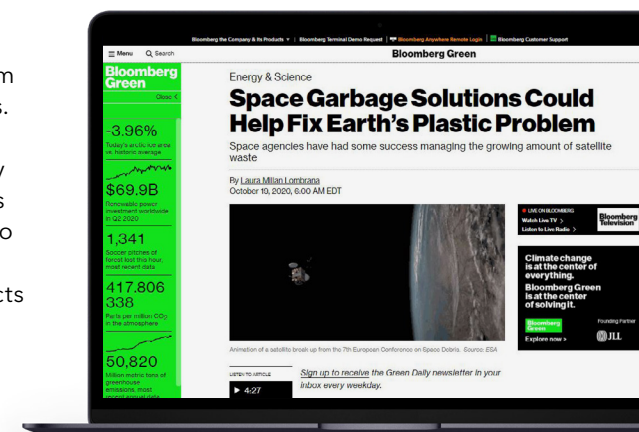 m
s.
y
s
o
cts
Bloomberg the Company & Its Products ▾ | Bloomberg Terminal Demo Request | Bloomberg Anywhere Remote Login | Bloomberg Customer Support
Menu Search Bloomberg Green
Bloomberg
Green
Close <
-3.96%
Today's arctic ice area
vs. historic average
$69.9B
Renewable power
investment worldwide
in Q2 2020
1,341
Soccer pitches of
forest lost this hour,
most recent data
417.806
338
Parts per million CO2
in the atmosphere
50,820
Million metric tons of
greenhouse
emissions, most
recent annual data
Energy & Science
Space Garbage Solutions Could
Help Fix Earth's Plastic Problem
Space agencies have had some success managing the growing amount of satellite
waste
By Laura Millan Lombrana
October 19, 2020, 6:00 AM EDT
Animation of a satellite break up from the 7th European Conference on Space Debris. Source: ESA
LISTEN TO ARTICLE
4:27
Sign up to receive the Green Daily newsletter in your
inbox every weekday.
LIVE ON BLOOMBERG
Watch Live TV >
Listen to Live Radio >
Bloomberg
Television
Climate change
is at the center of
everything.
Bloomberg Green
is at the center
of solving it.
Bloomberg
Green
Explore now >
Founding Partner
JLL